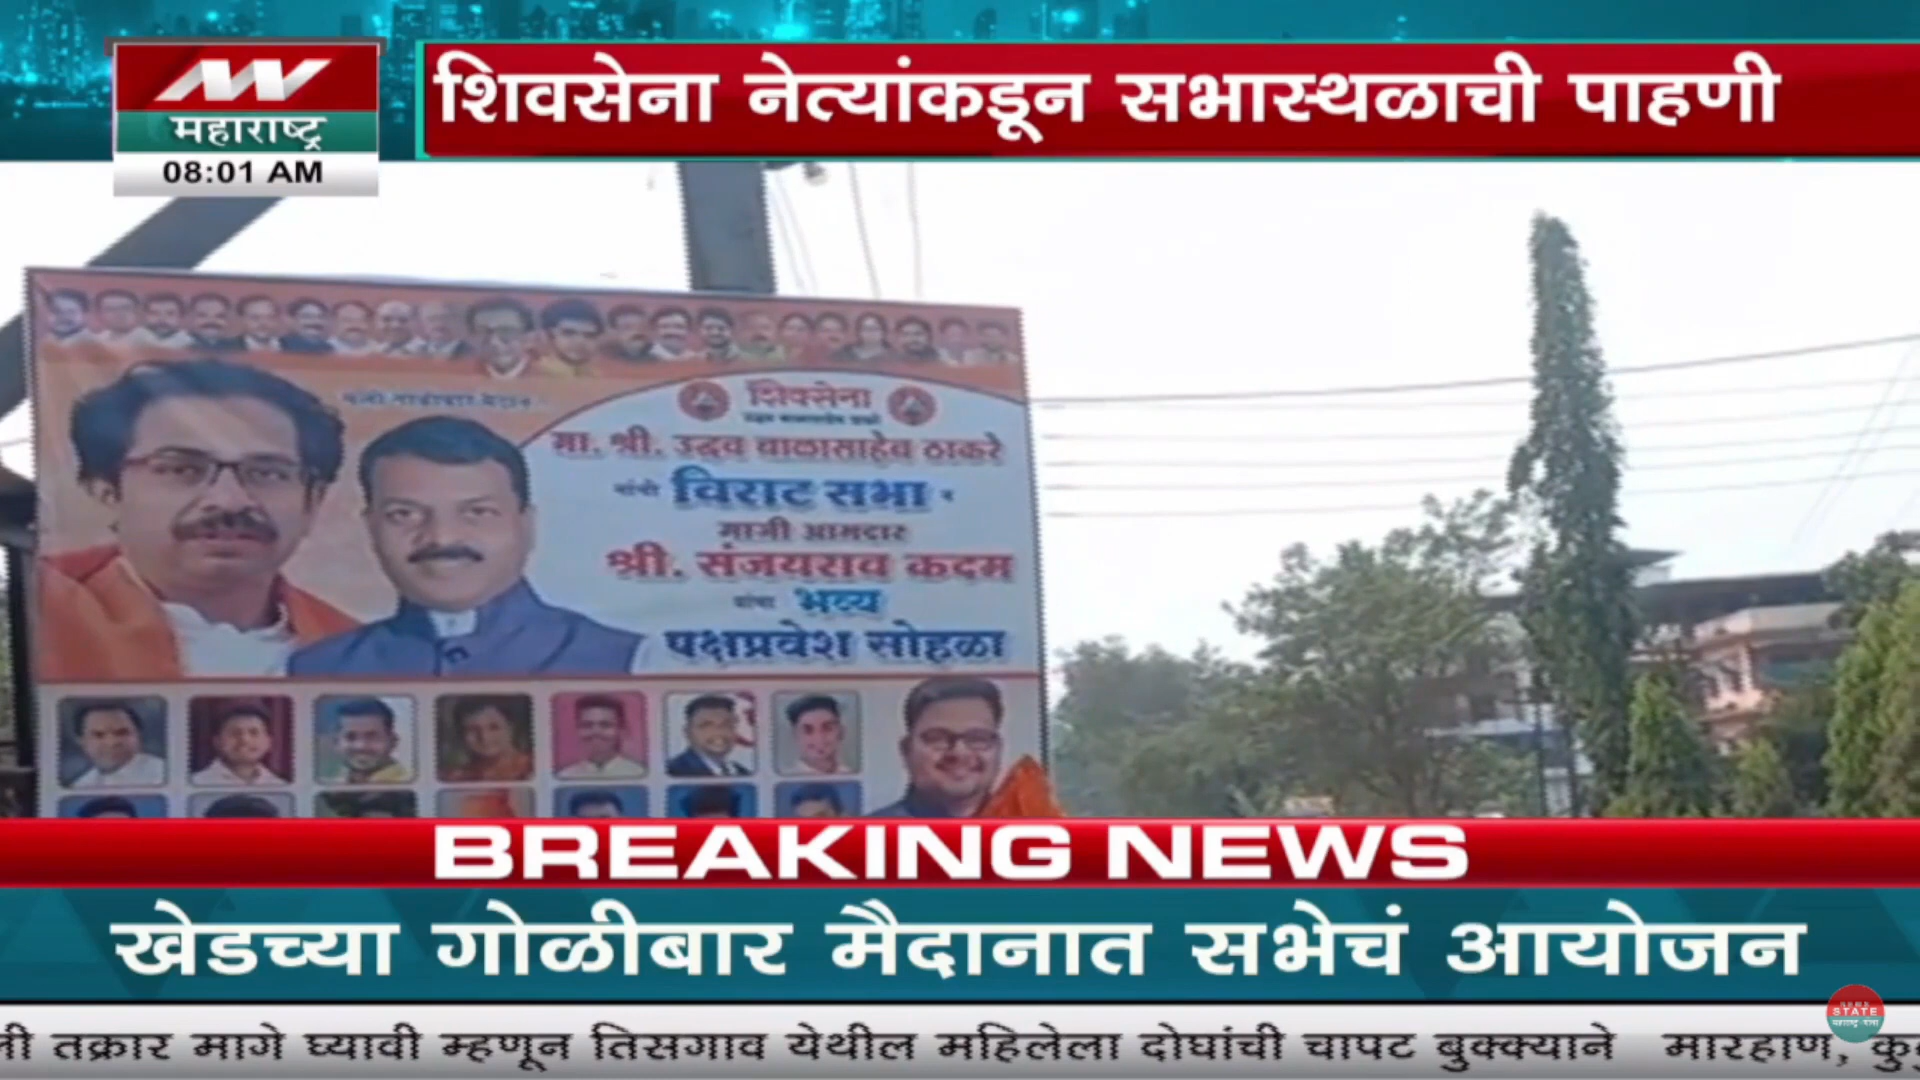 शिवसेना नेत्यांकडून सभास्थळाची पाहणी
महाराष्ट्र
08:01 AM
शिवसेना
मा. श्री. उद्धव बाळासाहेब ठाकरे
यांची विराट सभा व
माजी आमदार
श्री. संजयराव कदम
यांचा भव्य
पक्षप्रवेश सोहळा
BREAKING NEWS
खेडच्या गोळीबार मैदानात सभेचं आयोजन
STATE
ी तक्रार मागे घ्यावी म्हणून तिसगाव येथील महिलेला दोघांची चापट बुक्क्याने मारहाण,